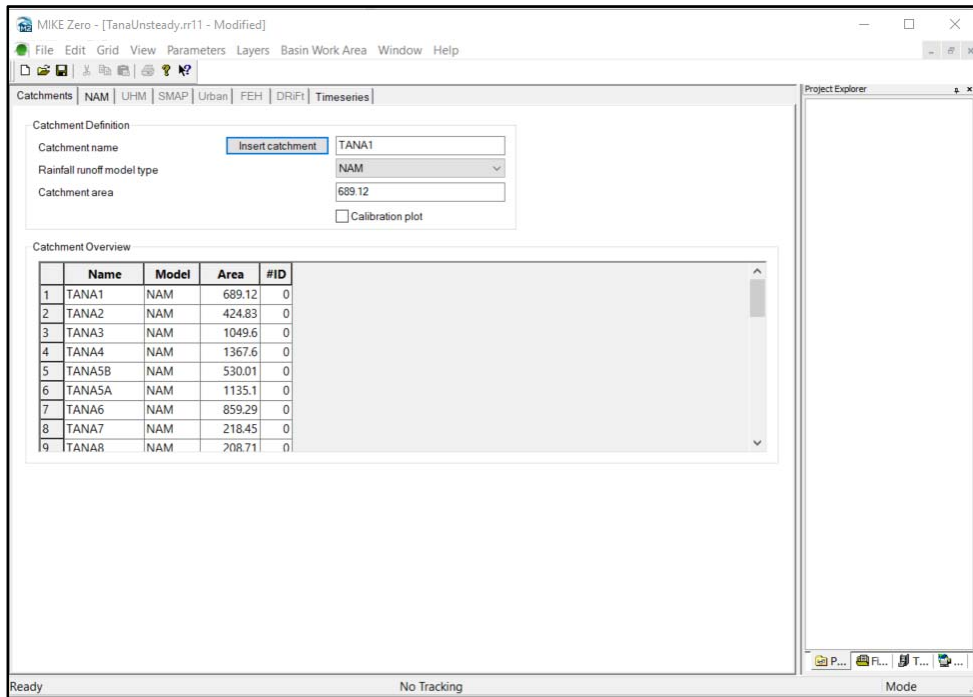 MIKE Zero - [TanaUnsteady.rr11 - Modified]
File Edit Grid View Parameters Layers Basin Work Area Window Help
Catchments NAM UHM SMAP Urban FEH DRiFt Timeseries
Project Explorer
Catchment Definition
Catchment name Insert catchment TANA1
Rainfall runoff model type NAM
Catchment area 689.12
Calibration plot
Catchment Overview
Name Model Area #ID
1 TANA1 NAM 689.12 0
2 TANA2 NAM 424.83 0
3 TANA3 NAM 1049.6 0
4 TANA4 NAM 1367.6 0
5 TANA5B NAM 530.01 0
6 TANA5A NAM 1135.1 0
7 TANA6 NAM 859.29 0
8 TANA7 NAM 218.45 0
9 TANA8 NAM 208.71 0
P... Fi... T... ...
Ready No Tracking Mode